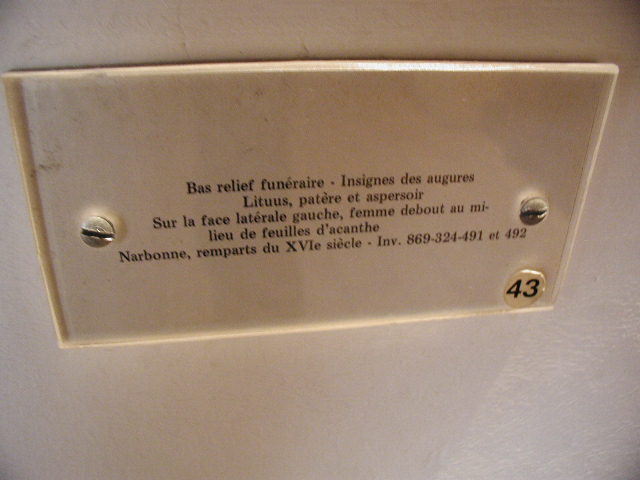 Bas relief funéraire - Insignes des augures
Lituus, patère et aspersoir
Sur la face latérale gauche, femme debout au mi-
lieu de feuilles d'acanthe
Narbonne, remparts du XVIe siècle - Inv. 869-324-491 et 492
43